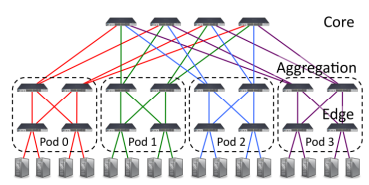 Core
Aggregation
Edge
Pod 0 Pod 1 Pod 2 Pod 3